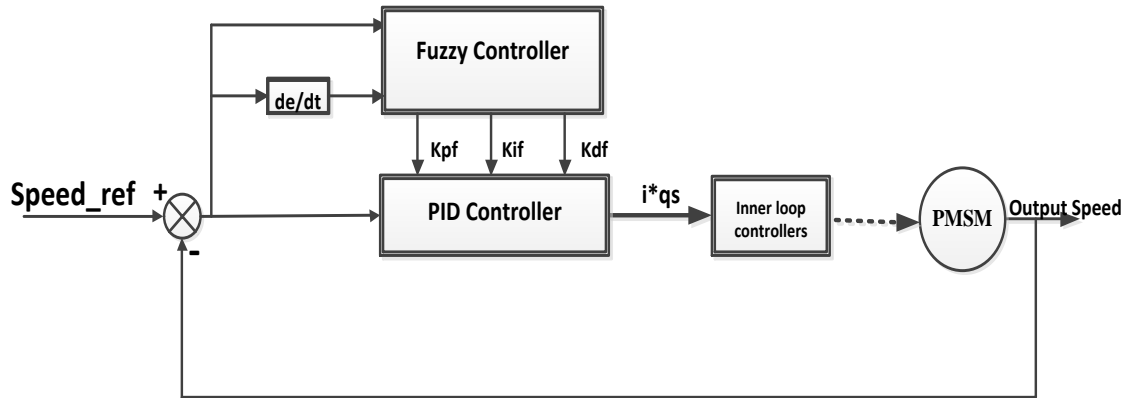 Fuzzy Controller
de/dt
Kpf Kif Kdf
Speed_ref
+
-
PID Controller
i*qs
Inner loop
controllers
PMSM
Output Speed